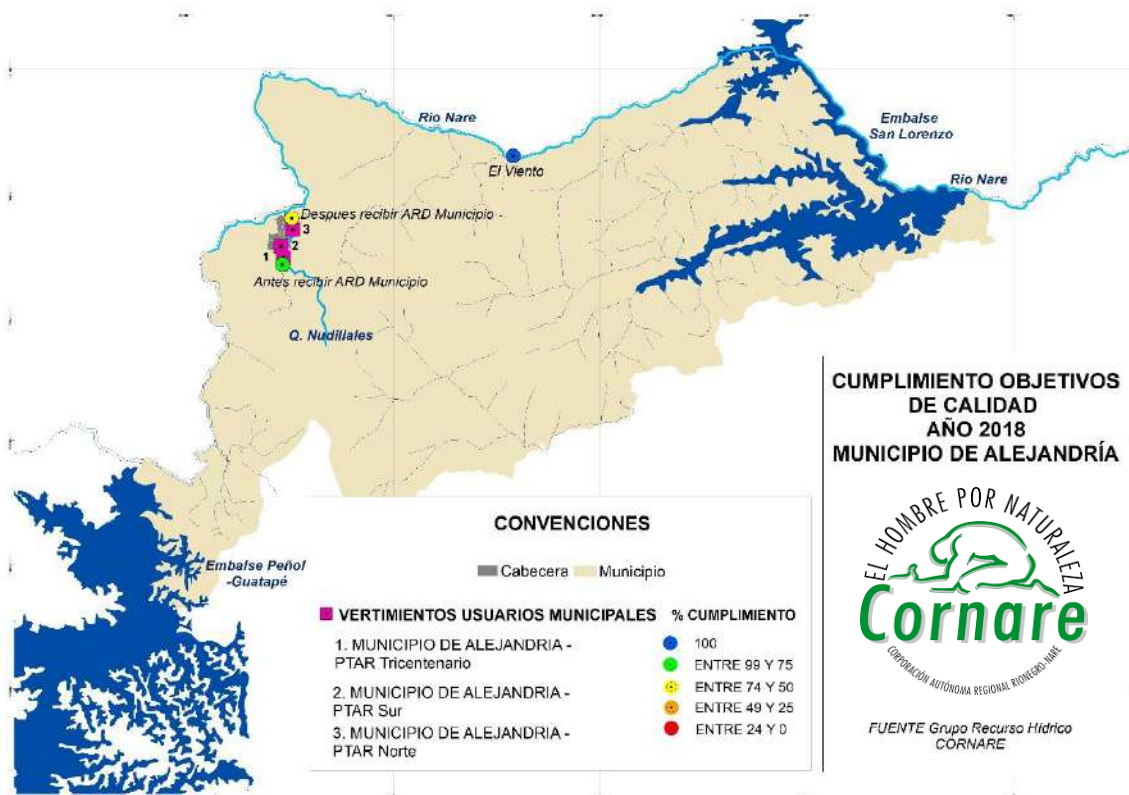 Rio Nare
Embalse
San Lorenzo
El Viento
Rio Nare
Despues recibir ARD Municipio
3
2
1
Antes recibir ARD Municipio
Q. Nudillales
Embalse Peñol
-Guatapé
CONVENCIONES
Cabecera Municipio
VERTIMIENTOS USUARIOS MUNICIPALES
1. MUNICIPIO DE ALEJANDRIA -
PTAR Tricentenario
2. MUNICIPIO DE ALEJANDRIA -
PTAR Sur
3. MUNICIPIO DE ALEJANDRIA -
PTAR Norte
% CUMPLIMIENTO
100
ENTRE 99 Y 75
ENTRE 74 Y 50
ENTRE 49 Y 25
ENTRE 24 Y 0
CUMPLIMIENTO OBJETIVOS
DE CALIDAD
AÑO 2018
MUNICIPIO DE ALEJANDRÍA
EL HOMBRE POR NATURALEZA
Cornare
CORPORACIÓN AUTÓNOMA REGIONAL RIONEGRO-NARE
FUENTE Grupo Recurso Hídrico
CORNARE